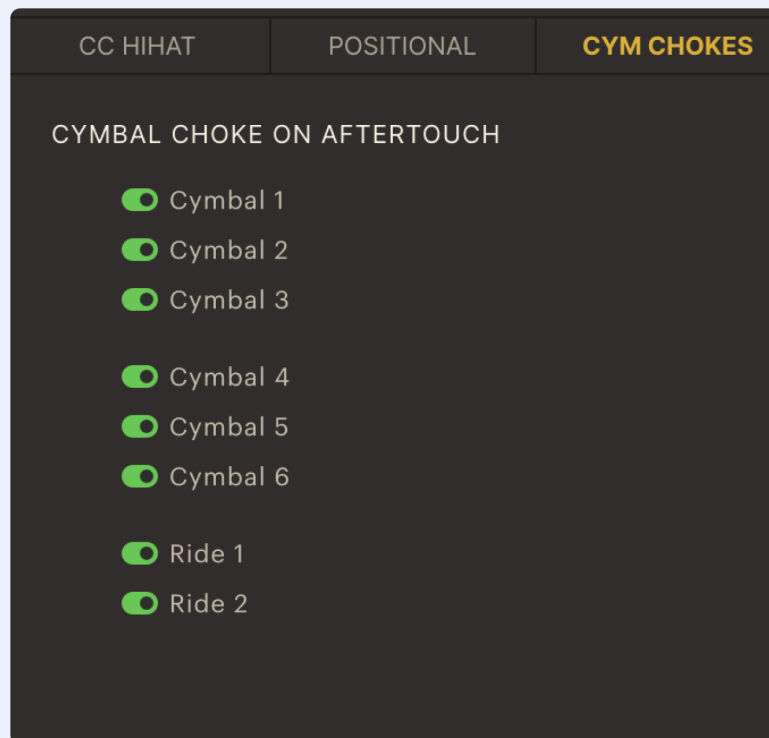 CC HIHAT POSITIONAL CYM CHOKES
CYMBAL CHOKE ON AFTERTOUCH
Cymbal 1
Cymbal 2
Cymbal 3
Cymbal 4
Cymbal 5
Cymbal 6
Ride 1
Ride 2